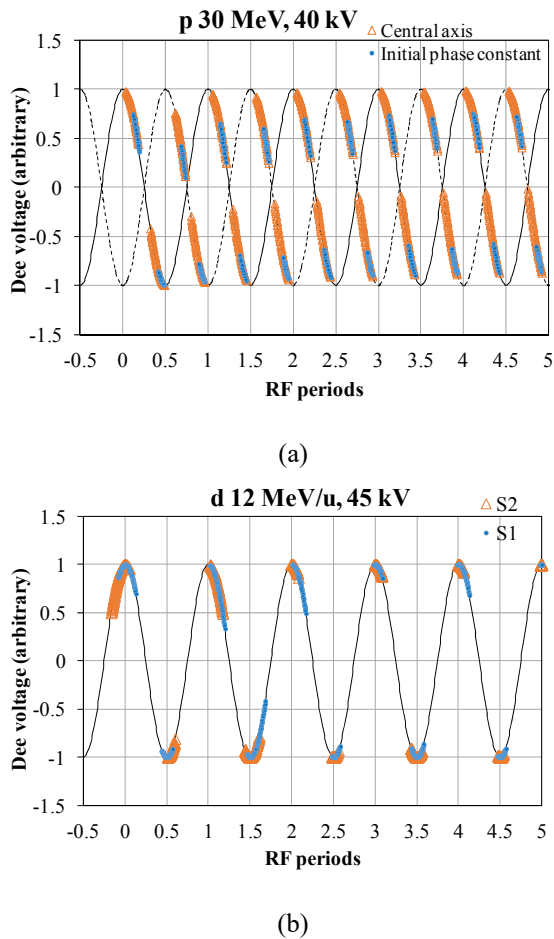 p 30 MeV, 40 kV
Central axis
Initial phase constant
1.5
1
0.5
0
-0.5
-1
-1.5
Dee voltage (arbitrary)
-0.5 0 0.5 1 1.5 2 2.5 3 3.5 4 4.5 5
RF periods
(a)
d 12 MeV/u, 45 kV
S2
S1
1.5
1
0.5
0
-0.5
-1
-1.5
Dee voltage (arbitrary)
-0.5 0 0.5 1 1.5 2 2.5 3 3.5 4 4.5 5
RF periods
(b)